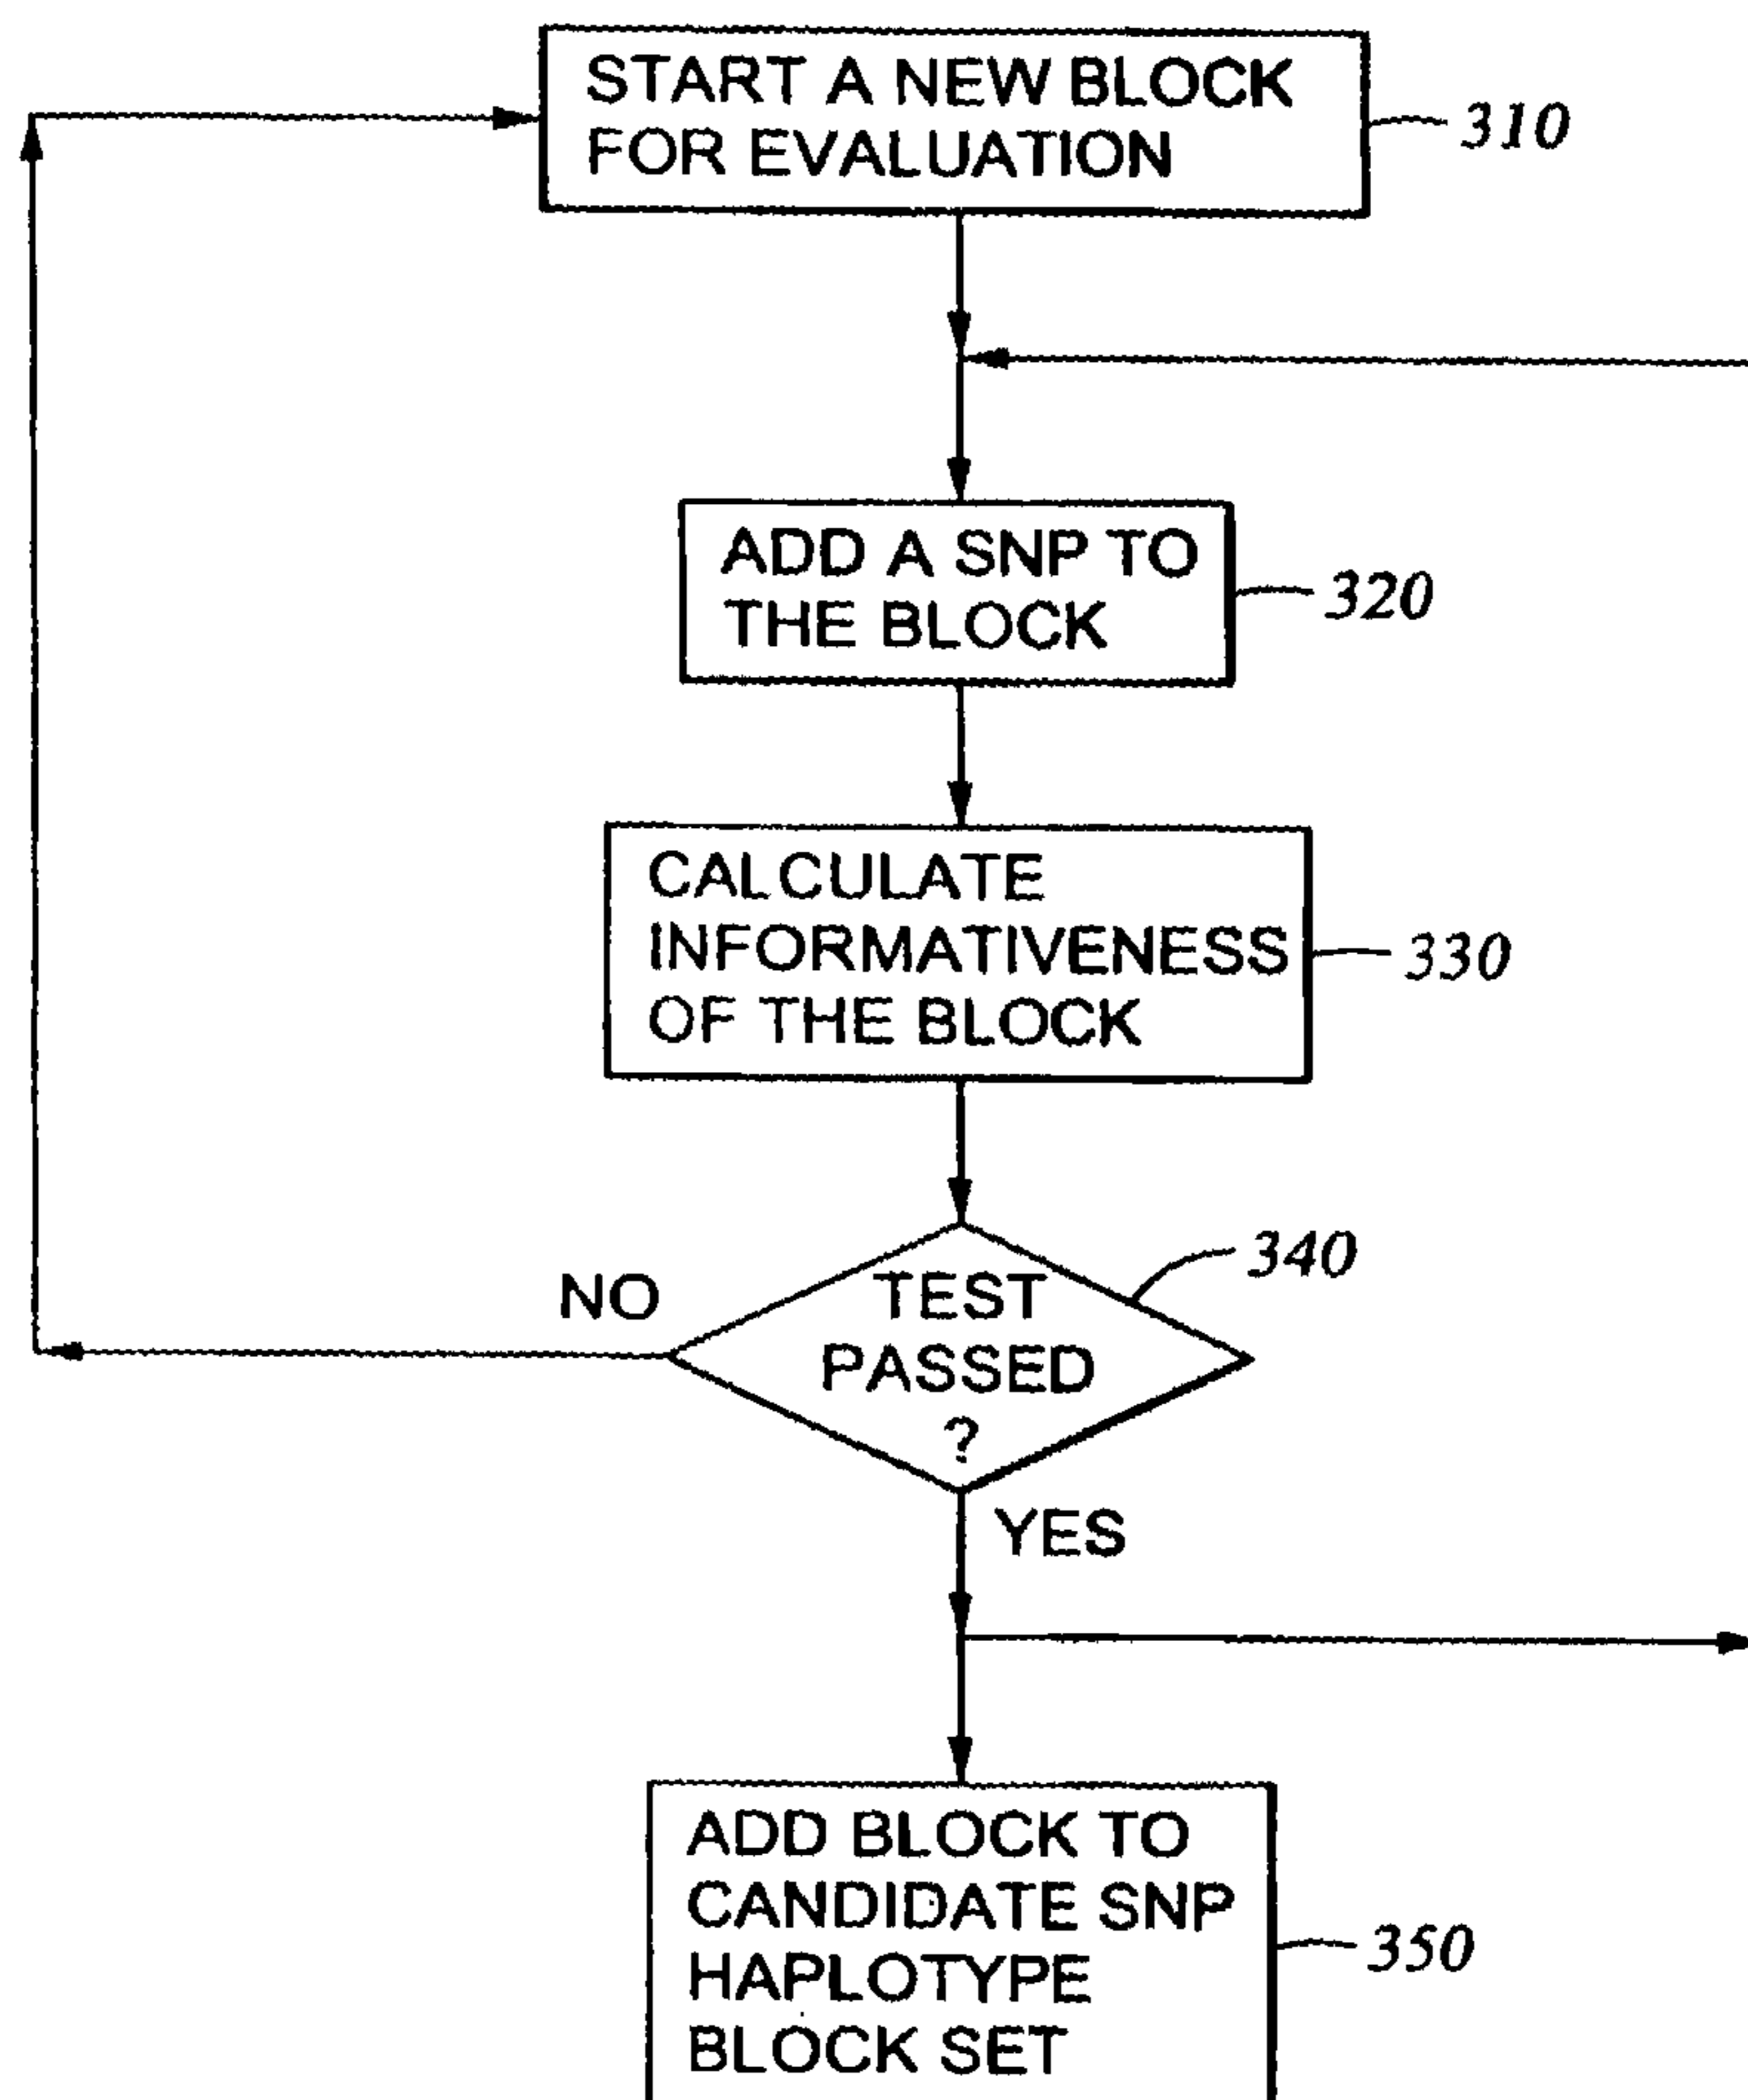 START A NEW BLOCK
FOR EVALUATION
310
ADD A SNP TO
THE BLOCK
320
CALCULATE
INFORMATIVENESS
OF THE BLOCK
330
340
NO
TEST
PASSED
?
YES
ADD BLOCK TO
CANDIDATE SNP
HAPLOTYPE
BLOCK SET
350